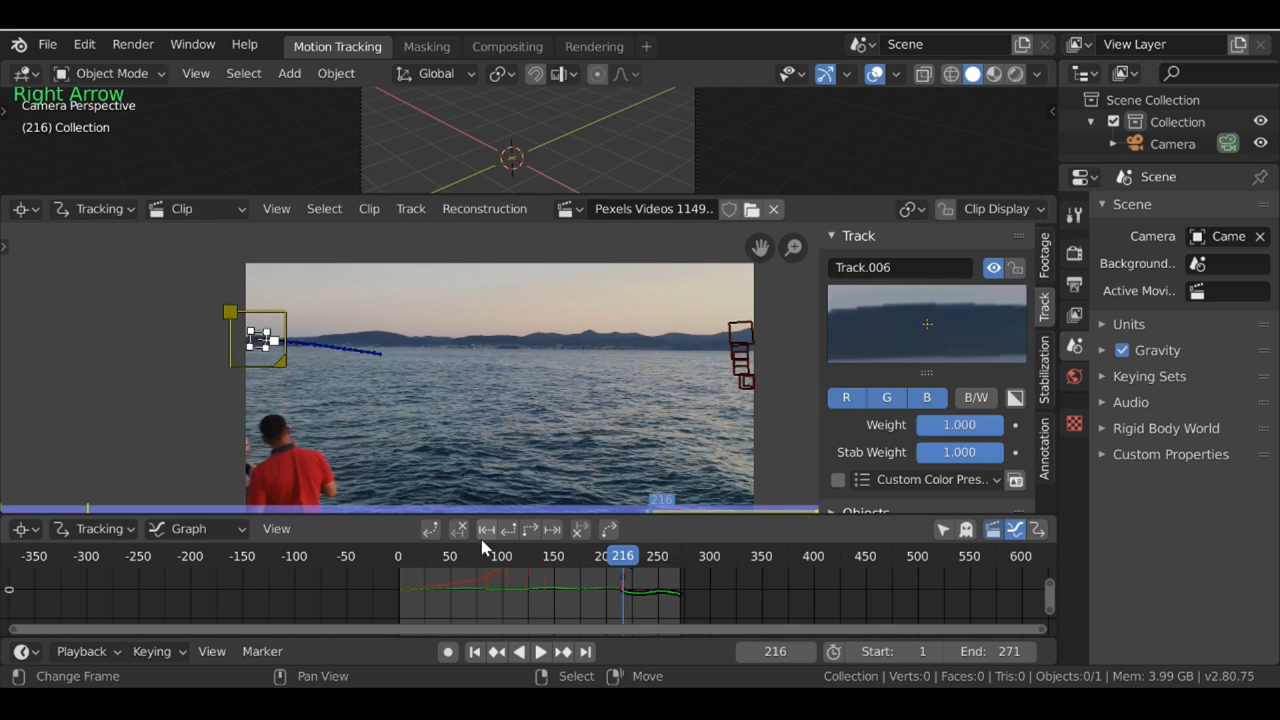 File Edit Render Window Help Motion Tracking Masking Compositing Rendering + Scene View Layer
Object Mode View Select Add Object Global
Right Arrow
Camera Perspective
(216) Collection
Scene Collection
Collection
Camera
Scene
Scene
Camera Came
Background..
Active Movi..
Units
Gravity
Keying Sets
Audio
Rigid Body World
Custom Properties
Tracking Clip View Select Clip Track Reconstruction Pexels Videos 1149.. Clip Display
Track
Track.006
R G B B/W
Weight 1.000
Stab Weight 1.000
Custom Color Pres..
Objects
Footage
Track
Stabilization
Annotation
216
Tracking Graph View
-350 -300 -250 -200 -150 -100 -50 0 50 100 150 20 216 250 300 350 400 450 500 550 600
0
Playback Keying View Marker 216 Start: 1 End: 271
Change Frame Pan View Select Move Collection | Verts:0 | Faces:0 | Tris:0 | Objects:0/1 | Mem: 3.99 GB | v2.80.75